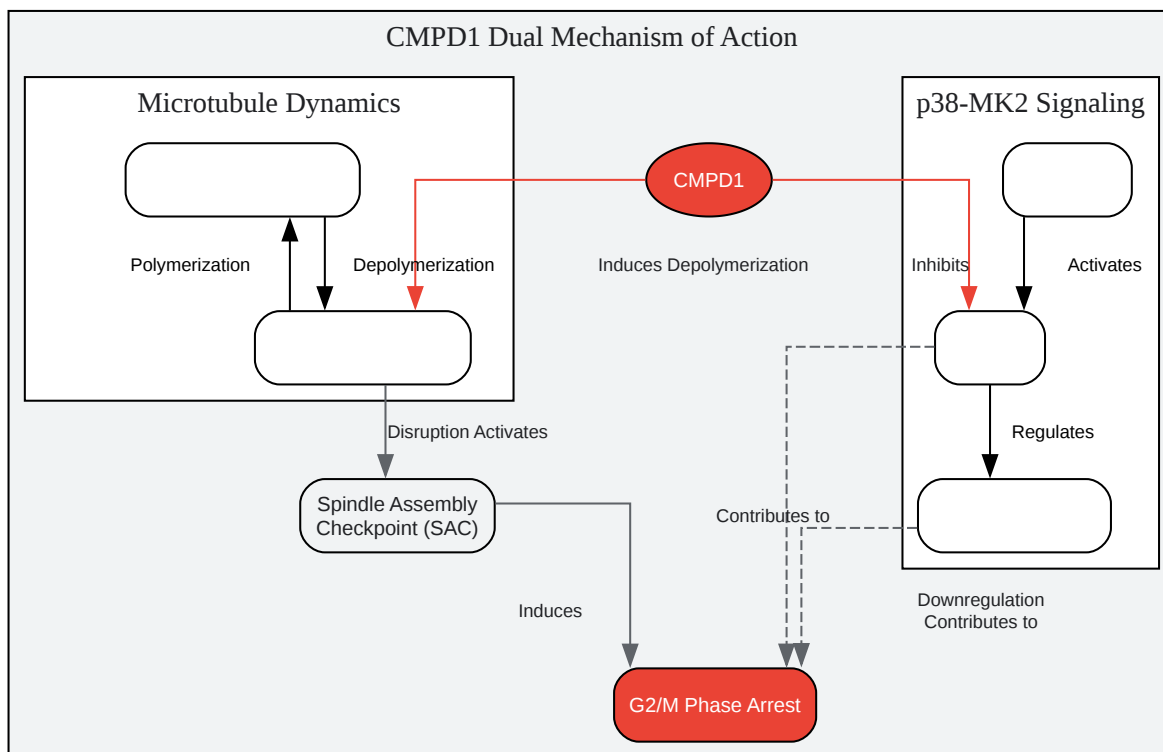 CMPD1 Dual Mechanism of Action
Microtubule Dynamics
p38-MK2 Signaling
CMPD1
Polymerization
Depolymerization
Induces Depolymerization
Inhibits
Activates
Disruption Activates
Regulates
Spindle Assembly
Checkpoint (SAC)
Contributes to
Induces
Downregulation
Contributes to
G2/M Phase Arrest